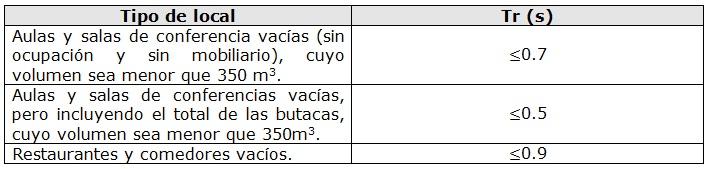 Tipo de local Tr (s)
Aulas y salas de conferencia vacías (sin
ocupación y sin mobiliario), cuyo
volumen sea menor que 350 m³.
≤0.7
Aulas y salas de conferencias vacías,
pero incluyendo el total de las butacas,
cuyo volumen sea menor que 350m³.
≤0.5
Restaurantes y comedores vacíos. ≤0.9